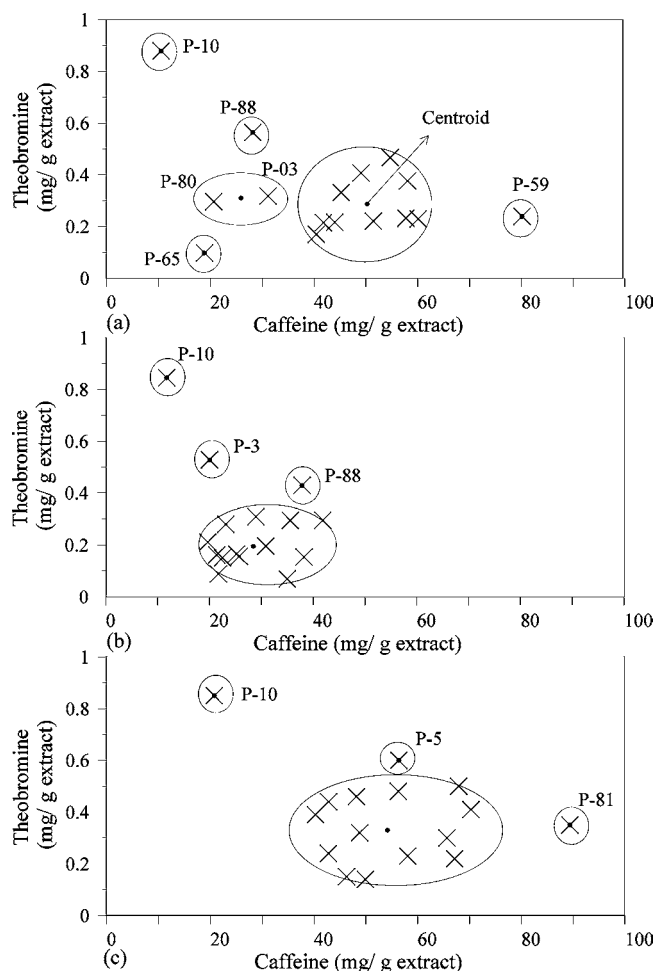 1
P-10
0.8
P-88
Centroid
0.6
Theobromine
(mg/ g extract)
P-80
P-03
P-59
0.4
0.2
P-65
0
0 20 40 60 80 100
(a)
Caffeine (mg/ g extract)
1
P-10
0.8
P-3
0.6
P-88
Theobromine
(mg/ g extract)
0.4
0.2
0
0 20 40 60 80 100
(b)
Caffeine (mg/ g extract)
1
P-10
0.8
P-5
0.6
P-81
Theobromine
(mg/ g extract)
0.4
0.2
0
0 20 40 60 80 100
(c)
Caffeine (mg/ g extract)